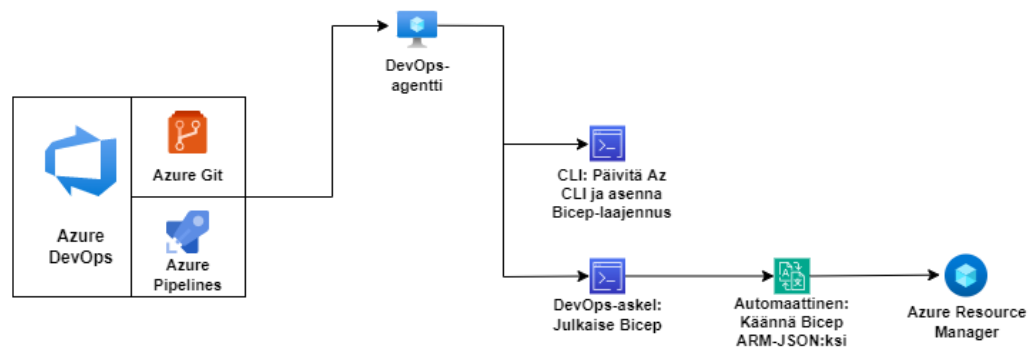 DevOps-
agentti
Azure Git
Azure
DevOps
Azure
Pipelines
CLI: Päivitä Az
CLI ja asenna
Bicep-laajennus
DevOps-askel:
Julkaise Bicep
Automaattinen:
Käännä Bicep
ARM-JSON:ksi
Azure Resource
Manager